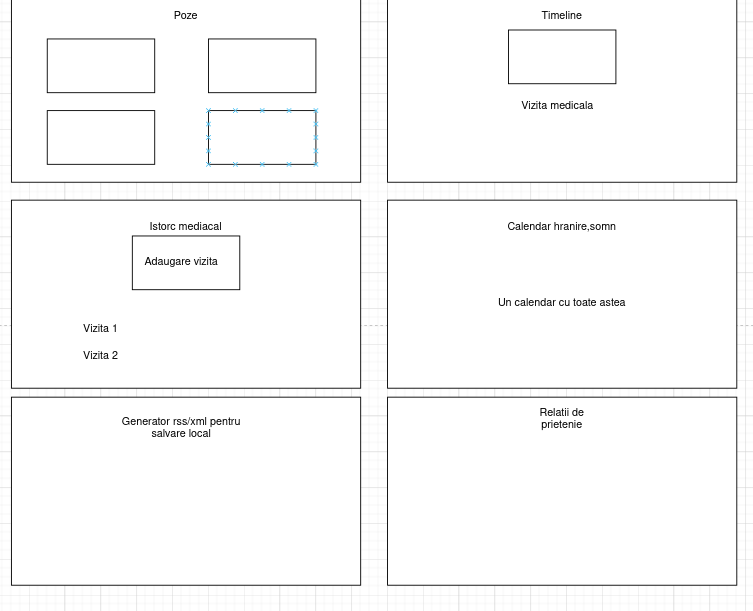 Poze
Timeline
Vizita medicala
Istorc mediacal
Adaugare vizita
Vizita 1
Vizita 2
Calendar hranire,somn
Un calendar cu toate astea
Generator rss/xml pentru
salvare local
Relatii de
prietenie